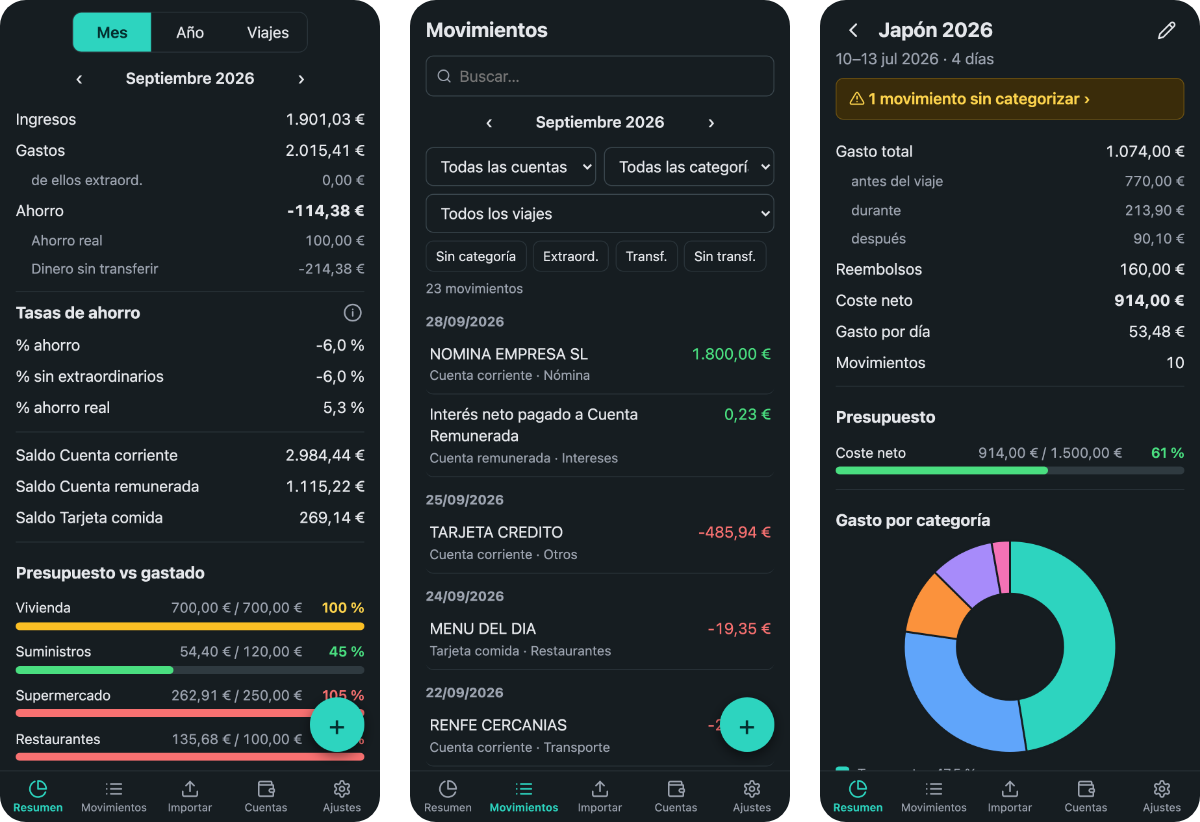 Mes Año Viajes
‹ Septiembre 2026 ›
Ingresos 1.901,03 €
Gastos 2.015,41 €
de ellos extraord. 0,00 €
Ahorro -114,38 €
Ahorro real 100,00 €
Dinero sin transferir -214,38 €
Tasas de ahorro
% ahorro -6,0 %
% sin extraordinarios -6,0 %
% ahorro real 5,3 %
Saldo Cuenta corriente 2.984,44 €
Saldo Cuenta remunerada 1.115,22 €
Saldo Tarjeta comida 269,14 €
Presupuesto vs gastado
Vivienda 700,00 € / 700,00 € 100 %
Suministros 54,40 € / 120,00 € 45 %
Supermercado 262,91 € / 250,00 € 105 %
Restaurantes 135,68 € / 100,00 €
+
Resumen Movimientos Importar Cuentas Ajustes
Movimientos
Buscar...
‹ Septiembre 2026 ›
Todas las cuentas Todas las categorí
Todos los viajes
Sin categoría Extraord. Transf. Sin transf.
23 movimientos
28/09/2026
NOMINA EMPRESA SL 1.800,00 €
Cuenta corriente · Nómina
Interés neto pagado a Cuenta 0,23 €
Remunerada
Cuenta remunerada · Intereses
25/09/2026
TARJETA CREDITO -485,94 €
Cuenta corriente · Otros
24/09/2026
MENU DEL DIA -19,35 €
Tarjeta comida · Restaurantes
22/09/2026
RENFE CERCANIAS
Cuenta corriente · Transporte
+
Resumen Movimientos Importar Cuentas Ajustes
‹ Japón 2026
10–13 jul 2026 · 4 días
1 movimiento sin categorizar ›
Gasto total 1.074,00 €
antes del viaje 770,00 €
durante 213,90 €
después 90,10 €
Reembolsos 160,00 €
Coste neto 914,00 €
Gasto por día 53,48 €
Movimientos 10
Presupuesto
Coste neto 914,00 € / 1.500,00 € 61 %
Gasto por categoría
Resumen Movimientos Importar Cuentas Ajustes